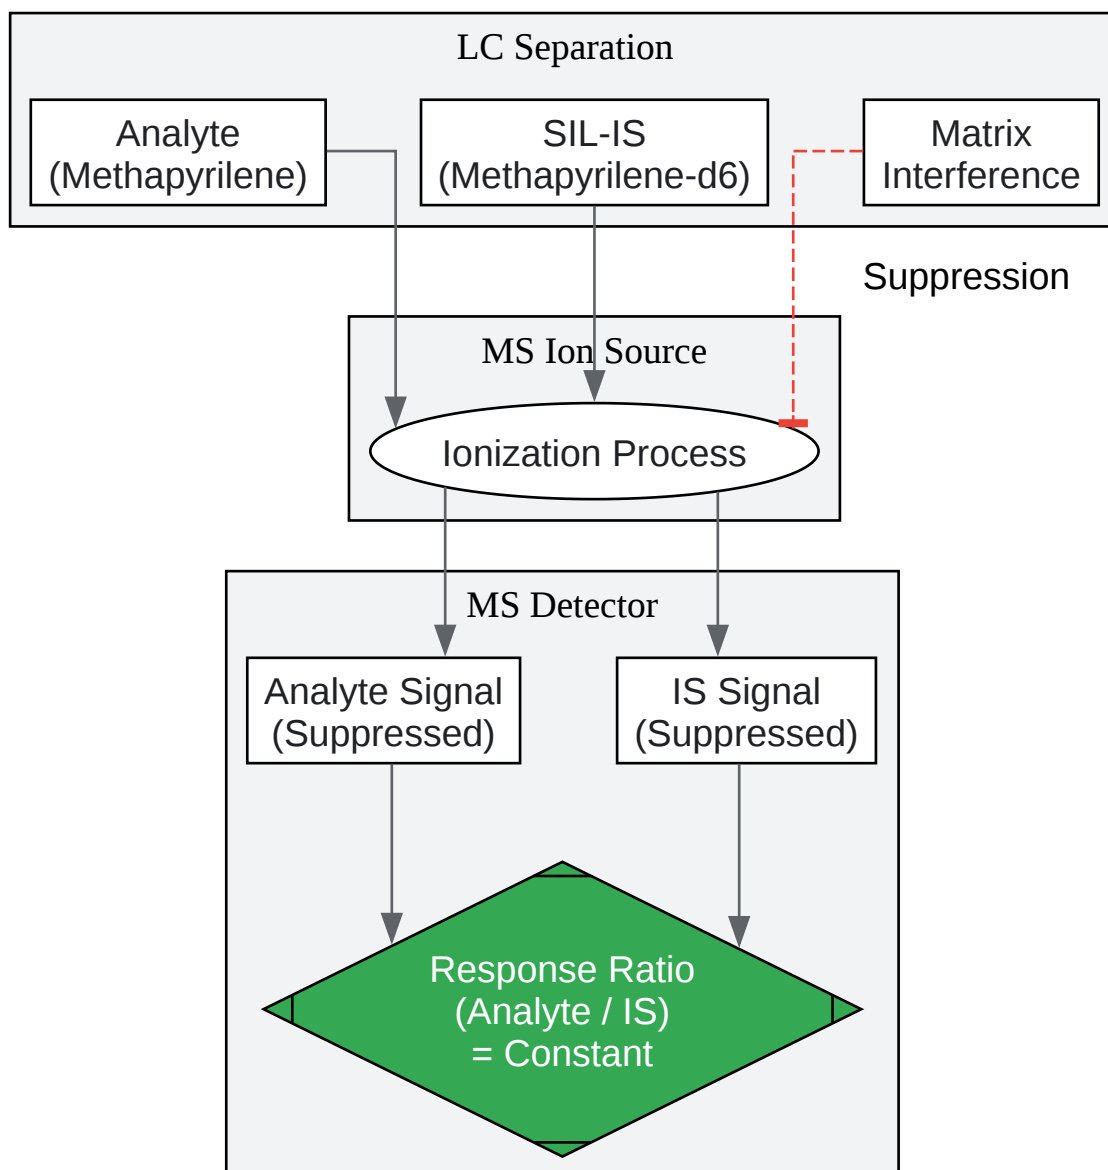 LC Separation
Analyte
(Methapyrilene)
SIL-IS
(Methapyrilene-d6)
Matrix
Interference
Suppression
MS Ion Source
Ionization Process
MS Detector
Analyte Signal
(Suppressed)
IS Signal
(Suppressed)
Response Ratio
(Analyte / IS)
= Constant